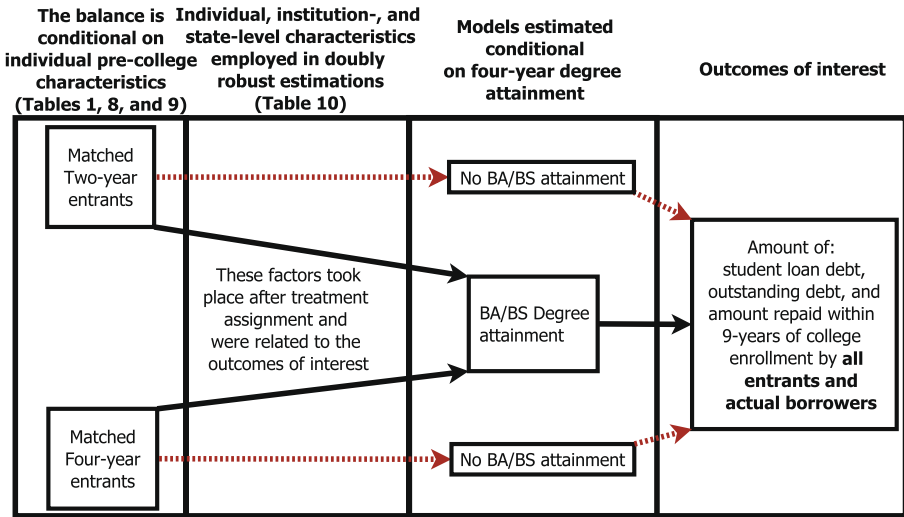 The balance is
conditional on
individual pre-college
characteristics
(Tables 1, 8, and 9)
Individual, institution-, and
state-level characteristics
employed in doubly
robust estimations
(Table 10)
Models estimated
conditional
on four-year degree
attainment
Outcomes of interest
Matched
Two-year
entrants
No BA/BS attainment
These factors took
place after treatment
assignment and
were related to the
outcomes of interest
BA/BS Degree
attainment
Amount of:
student loan debt,
outstanding debt, and
amount repaid within
9-years of college
enrollment by all
entrants and
actual borrowers
Matched
Four-year
entrants
No BA/BS attainment